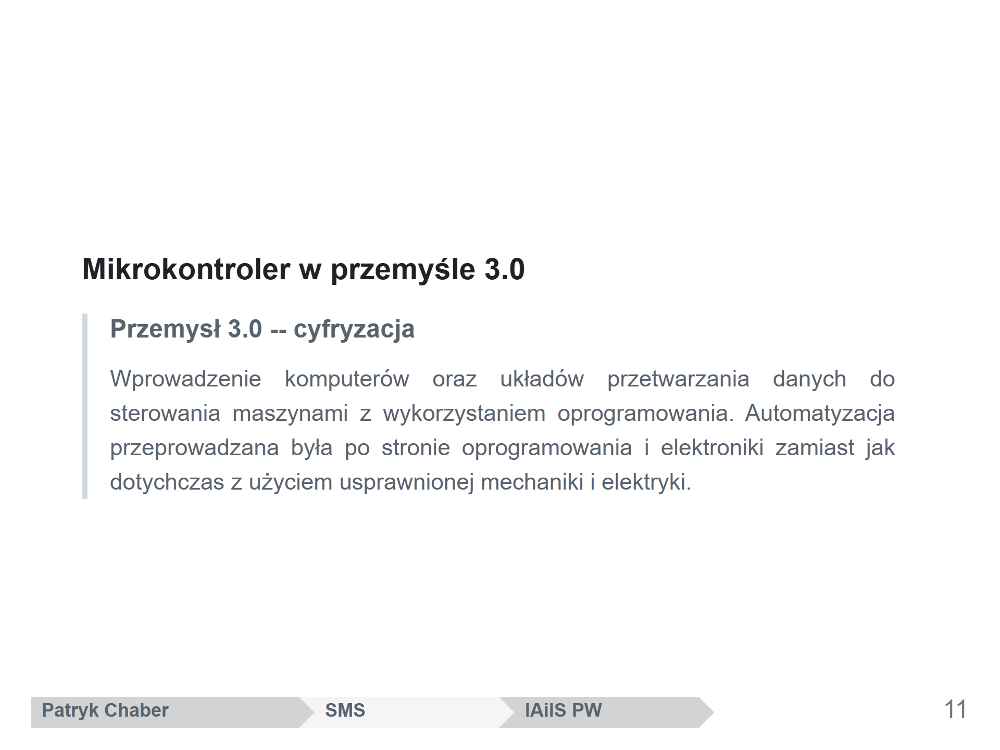 Mikrokontroler w przemyśle 3.0
Przemysł 3.0 -- cyfryzacja
Wprowadzenie komputerów oraz układów przetwarzania danych do
sterowania maszynami z wykorzystaniem oprogramowania. Automatyzacja
przeprowadzana była po stronie oprogramowania i elektroniki zamiast jak
dotychczas z użyciem usprawnionej mechaniki i elektryki.
Patryk Chaber
SMS
IAiIS PW
11